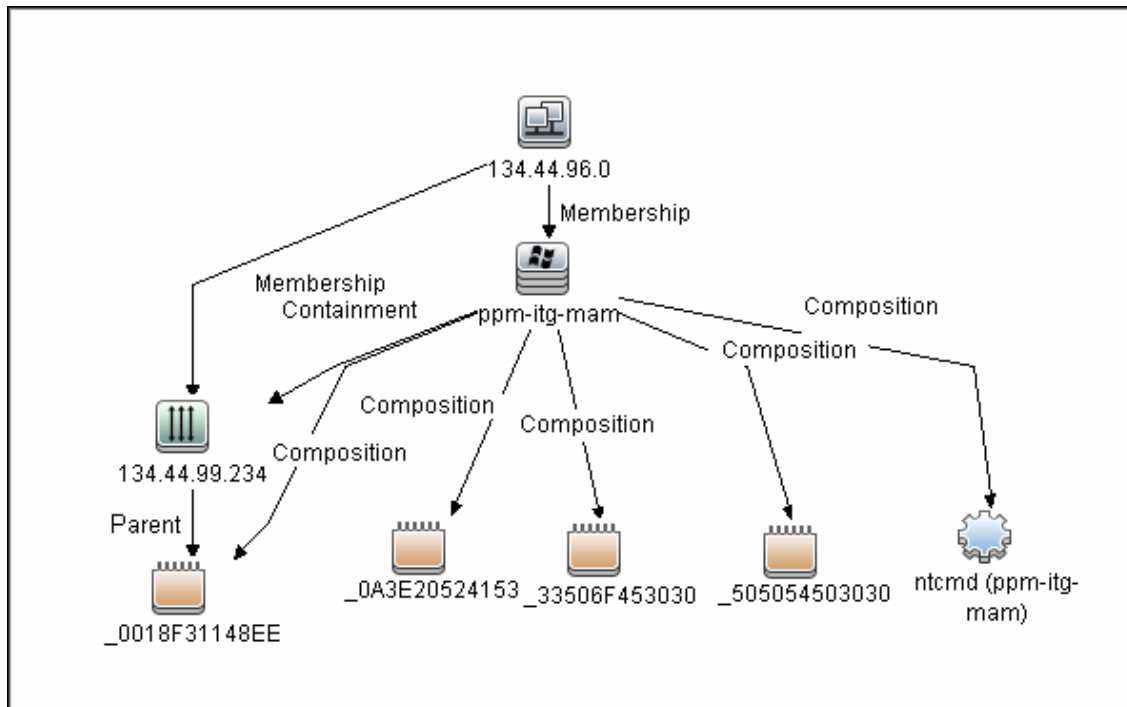 134.44.96.0
Membership
ppm-itg-mam
Membership
Containment
Composition
Composition
Composition
Composition
134.44.99.234
Composition
Parent
_0018F31148EE
_0A3E20524153
_33506F453030
_505054503030
ntcmd (ppm-itg-
mam)